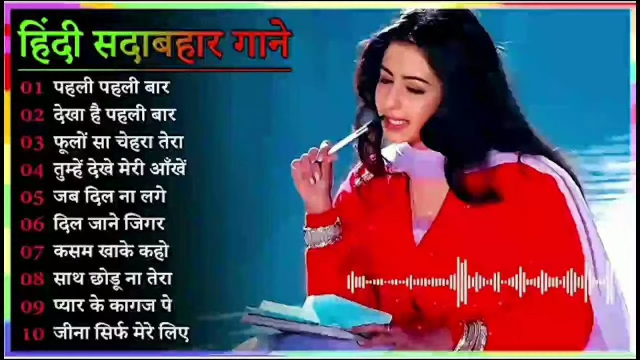 हिंदी सदाबहार गाने
01 पहली पहली बार
02 देखा है पहली बार
03 फूलों सा चेहरा तेरा
04 तुम्हें देखे मेरी आँखें
05 जब दिल ना लगे
06 दिल जाने जिगर
07 कसम खाके कहो
08 साथ छोडू ना तेरा
09 प्यार के कागज पे
10 जीना सिर्फ मेरे लिए